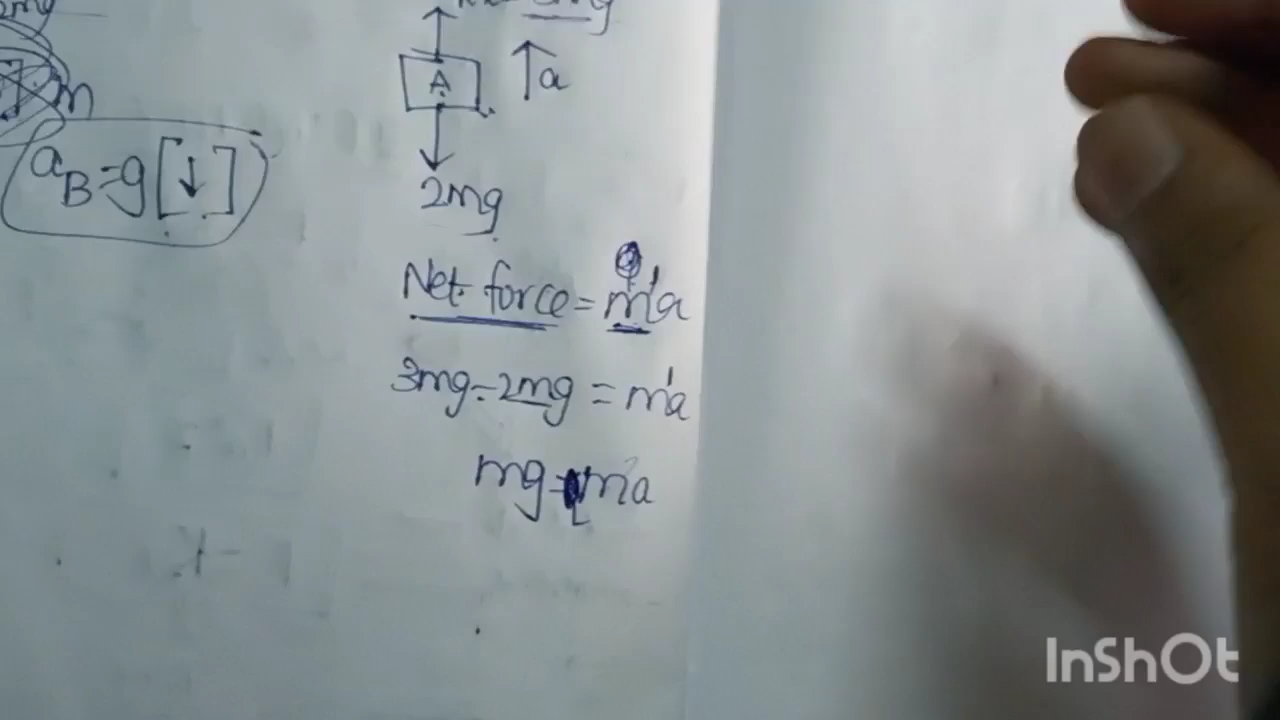 m
a_B=g[↓]
A
↑a
2mg
Net force = m'a
3mg-2mg = m'a
mg=m'a
InShOt